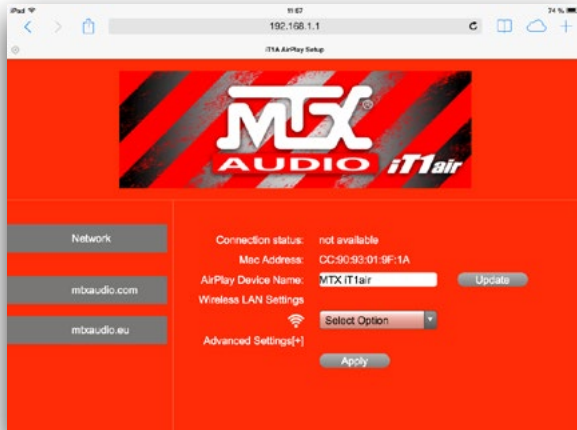 iPad
11:57
74 %
192.168.1.1
iT1A AirPlay Setup
MTX®
AUDIO iT1air
Network
mtxaudio.com
mtxaudio.eu
Connection status: not available
Mac Address: CC:90:93:01:9F:1A
AirPlay Device Name: MTX iT1air Update
Wireless LAN Settings
Select Option
Advanced Settings[+]
Apply